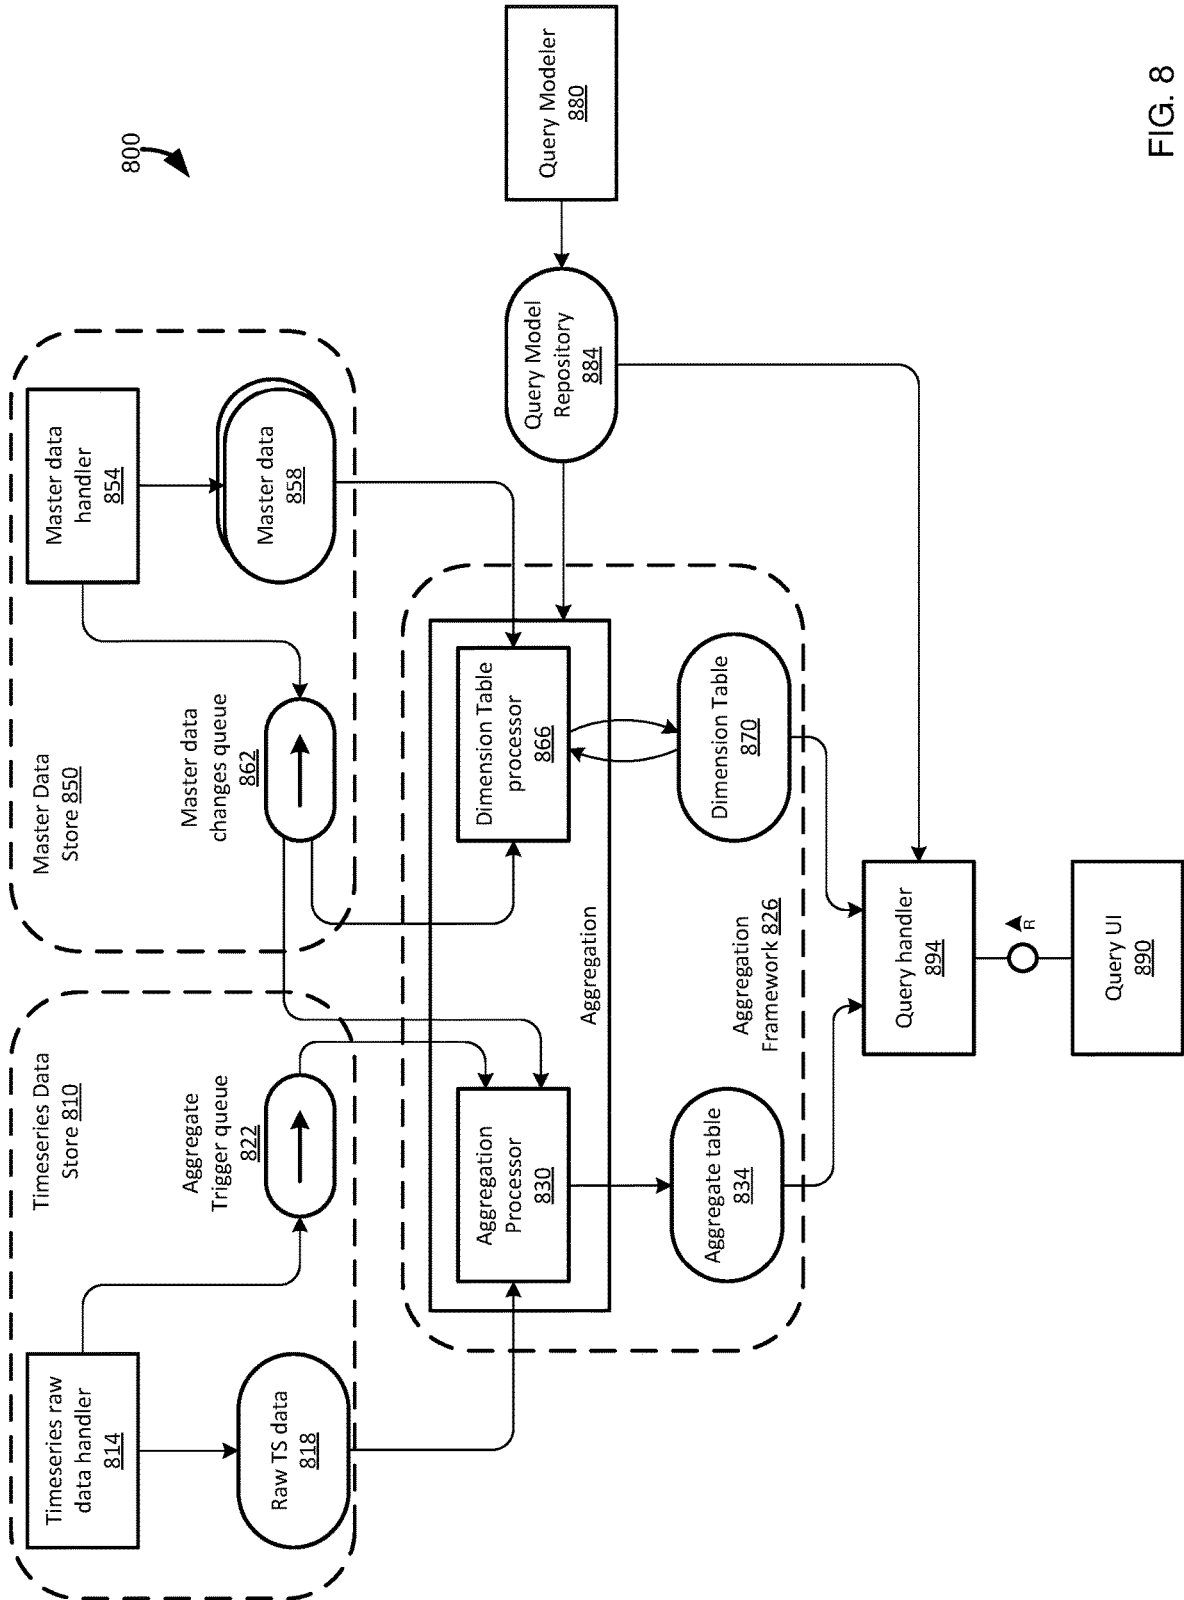 800
Timeseries Data
Store 810
Timeseries raw
data handler
814
Raw TS data
818
Aggregate
Trigger queue
822
Master Data
Store 850
Master data
changes queue
862
Master data
handler
854
Master data
858
Aggregation
Processor
830
Aggregation
Dimension Table
processor
866
Aggregate table
834
Aggregation
Framework 826
Dimension Table
870
Query Model
Repository
884
Query Modeler
880
Query handler
894
R
Query UI
890
FIG. 8